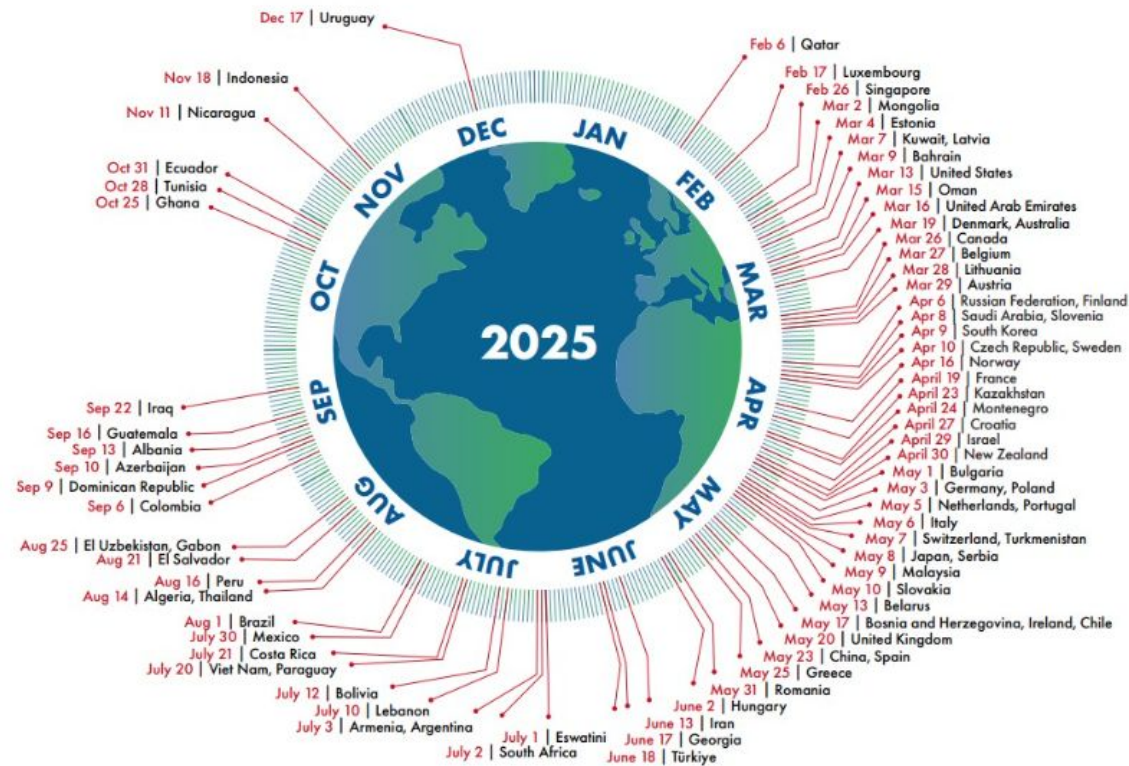 Feb 6 | Qatar
Feb 17 | Luxembourg
Feb 26 | Singapore
Mar 2 | Mongolia
Mar 4 | Estonia
Mar 7 | Kuwait, Latvia
Mar 9 | Bahrain
Mar 13 | United States
Mar 15 | Oman
Mar 16 | United Arab Emirates
Mar 19 | Denmark, Australia
Mar 26 | Canada
Mar 27 | Belgium
Mar 28 | Lithuania
Mar 29 | Austria
Apr 6 | Russian Federation, Finland
Apr 8 | Saudi Arabia, Slovenia
Apr 9 | South Korea
Apr 10 | Czech Republic, Sweden
Apr 16 | Norway
April 19 | France
April 23 | Kazakhstan
April 24 | Montenegro
April 27 | Croatia
April 29 | Israel
April 30 | New Zealand
May 1 | Bulgaria
May 3 | Germany, Poland
May 5 | Netherlands, Portugal
May 6 | Italy
May 7 | Switzerland, Turkmenistan
May 8 | Japan, Serbia
May 9 | Malaysia
May 10 | Slovakia
May 13 | Belarus
May 17 | Bosnia and Herzegovina, Ireland, Chile
May 20 | United Kingdom
May 23 | China, Spain
May 25 | Greece
May 31 | Romania
June 2 | Hungary
June 13 | Iran
June 17 | Georgia
June 18 | Türkiye
July 1 | Eswatini
July 2 | South Africa
July 3 | Armenia, Argentina
July 10 | Lebanon
July 12 | Bolivia
July 20 | Viet Nam, Paraguay
July 21 | Costa Rica
July 30 | Mexico
Aug 1 | Brazil
Aug 14 | Algeria, Thailand
Aug 16 | Peru
Aug 21 | El Salvador
Aug 25 | El Uzbekistan, Gabon
Sep 6 | Colombia
Sep 9 | Dominican Republic
Sep 10 | Azerbaijan
Sep 13 | Albania
Sep 16 | Guatemala
Sep 22 | Iraq
Oct 25 | Ghana
Oct 28 | Tunisia
Oct 31 | Ecuador
Nov 11 | Nicaragua
Nov 18 | Indonesia
Dec 17 | Uruguay
JAN
FEB
MAR
APR
MAY
JUNE
JULY
AUG
SEP
OCT
NOV
DEC
2025